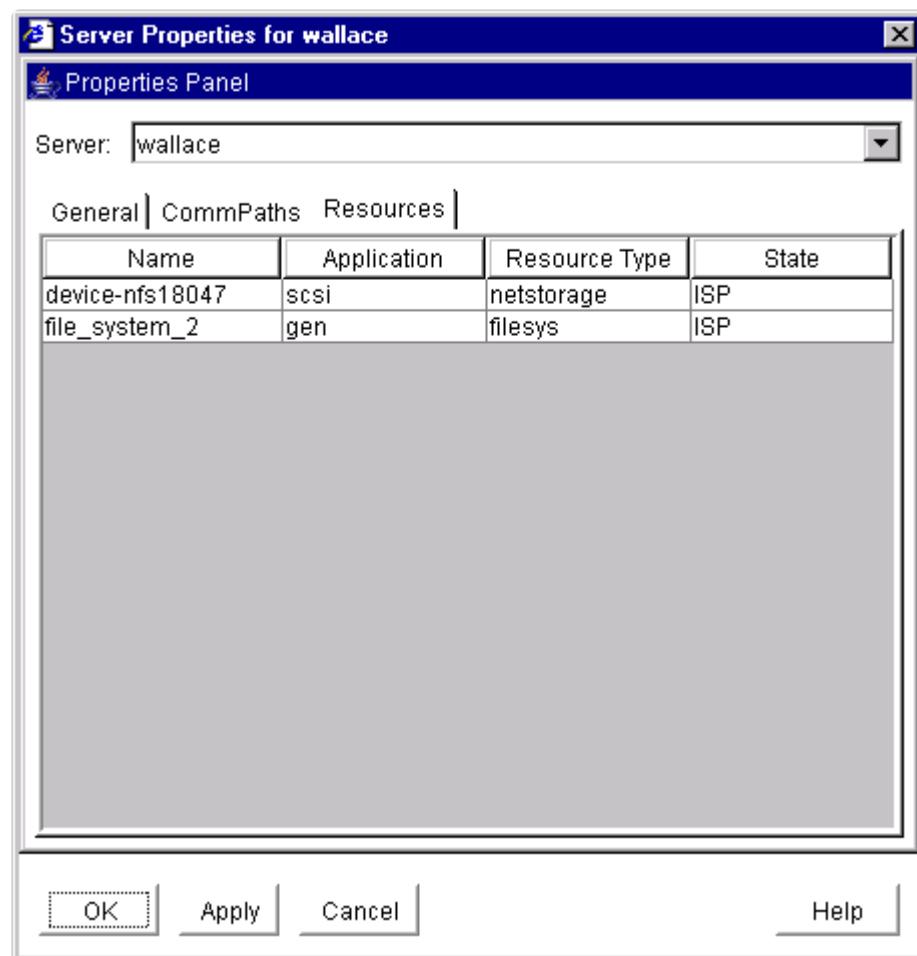 Server Properties for wallace
Properties Panel
Server: wallace
General CommPaths Resources
Name Application Resource Type State
device-nfs18047 scsi netstorage ISP
file_system_2 gen filesys ISP
OK Apply Cancel Help